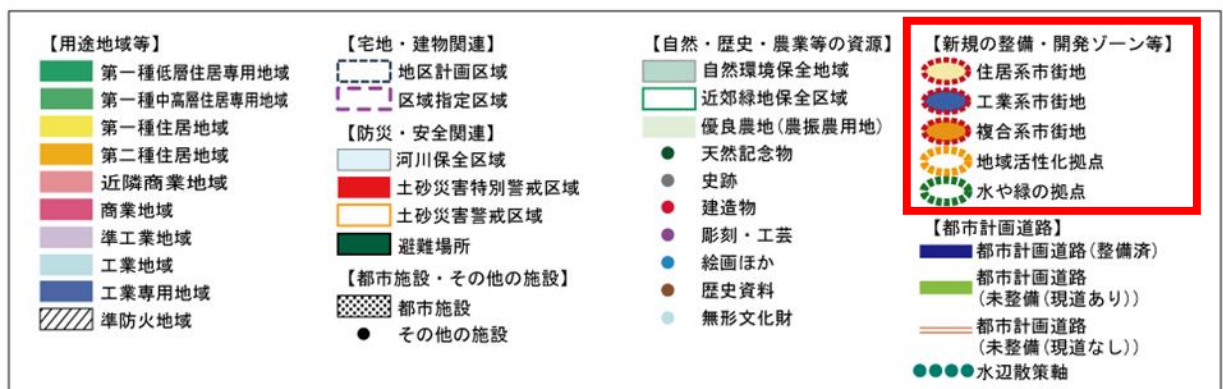 【用途地域等】
第一種低層住居専用地域
第一種中高層住居専用地域
第一種住居地域
第二種住居地域
近隣商業地域
商業地域
準工業地域
工業地域
工業専用地域
準防火地域
【宅地・建物関連】
地区計画区域
区域指定区域
【防災・安全関連】
河川保全区域
土砂災害特別警戒区域
土砂災害警戒区域
避難場所
【都市施設・その他の施設】
都市施設
その他の施設
【自然・歴史・農業等の資源】
自然環境保全地域
近郊緑地保全区域
優良農地(農振農用地)
天然記念物
史跡
建造物
彫刻・工芸
絵画ほか
歴史資料
無形文化財
【新規の整備・開発ゾーン等】
住居系市街地
工業系市街地
複合系市街地
地域活性化拠点
水や緑の拠点
【都市計画道路】
都市計画道路(整備済)
都市計画道路
(未整備(現道あり))
都市計画道路
(未整備(現道なし))
水辺散策軸